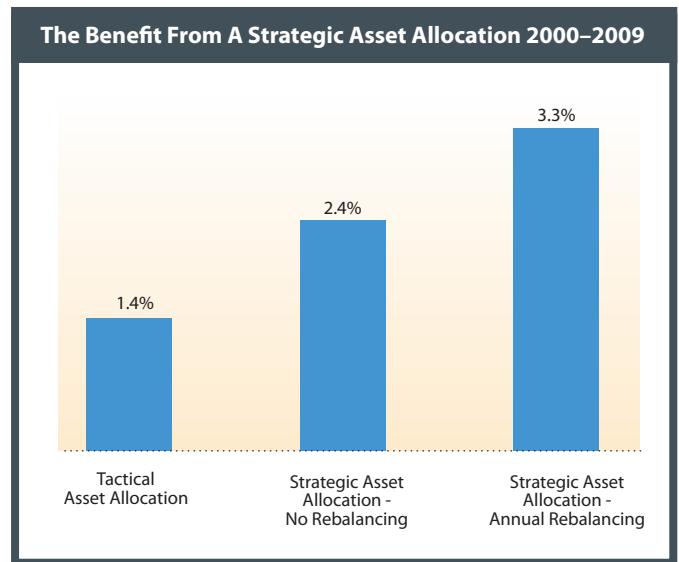 The Benefit From A Strategic Asset Allocation 2000–2009
3.3%
2.4%
1.4%
Tactical
Asset Allocation
Strategic Asset
Allocation -
No Rebalancing
Strategic Asset
Allocation -
Annual Rebalancing